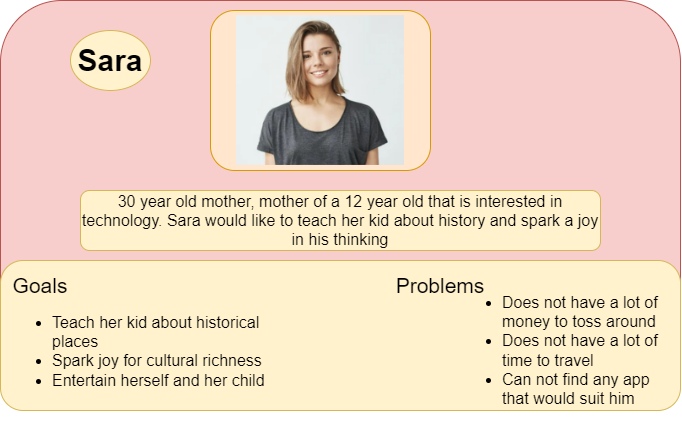 Sara
30 year old mother, mother of a 12 year old that is interested in
technology. Sara would like to teach her kid about history and spark a joy
in his thinking
Goals
• Teach her kid about historical
places
• Spark joy for cultural richness
• Entertain herself and her child
Problems
• Does not have a lot of
money to toss around
• Does not have a lot of
time to travel
• Can not find any app
that would suit him